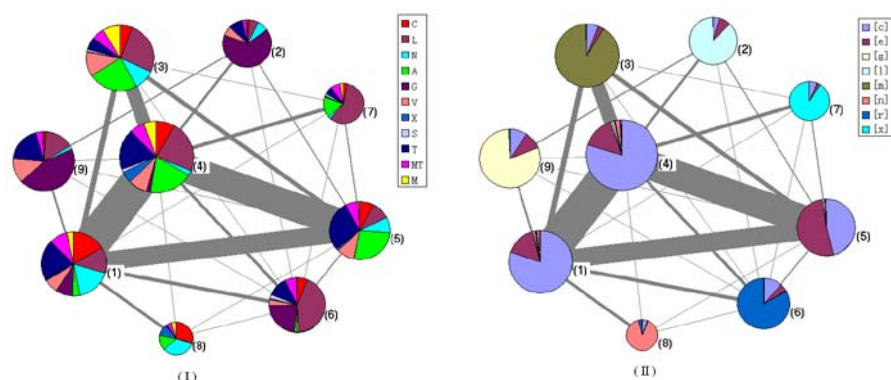 C
L
N
A
G
V
X
S
T
MT
M
(3)
(2)
(7)
(4)
(9)
(5)
(1)
(6)
(8)
(I)
[c]
[e]
[g]
[l]
[m]
[n]
[r]
[x]
(3)
(2)
(7)
(4)
(9)
(5)
(1)
(6)
(8)
(II)